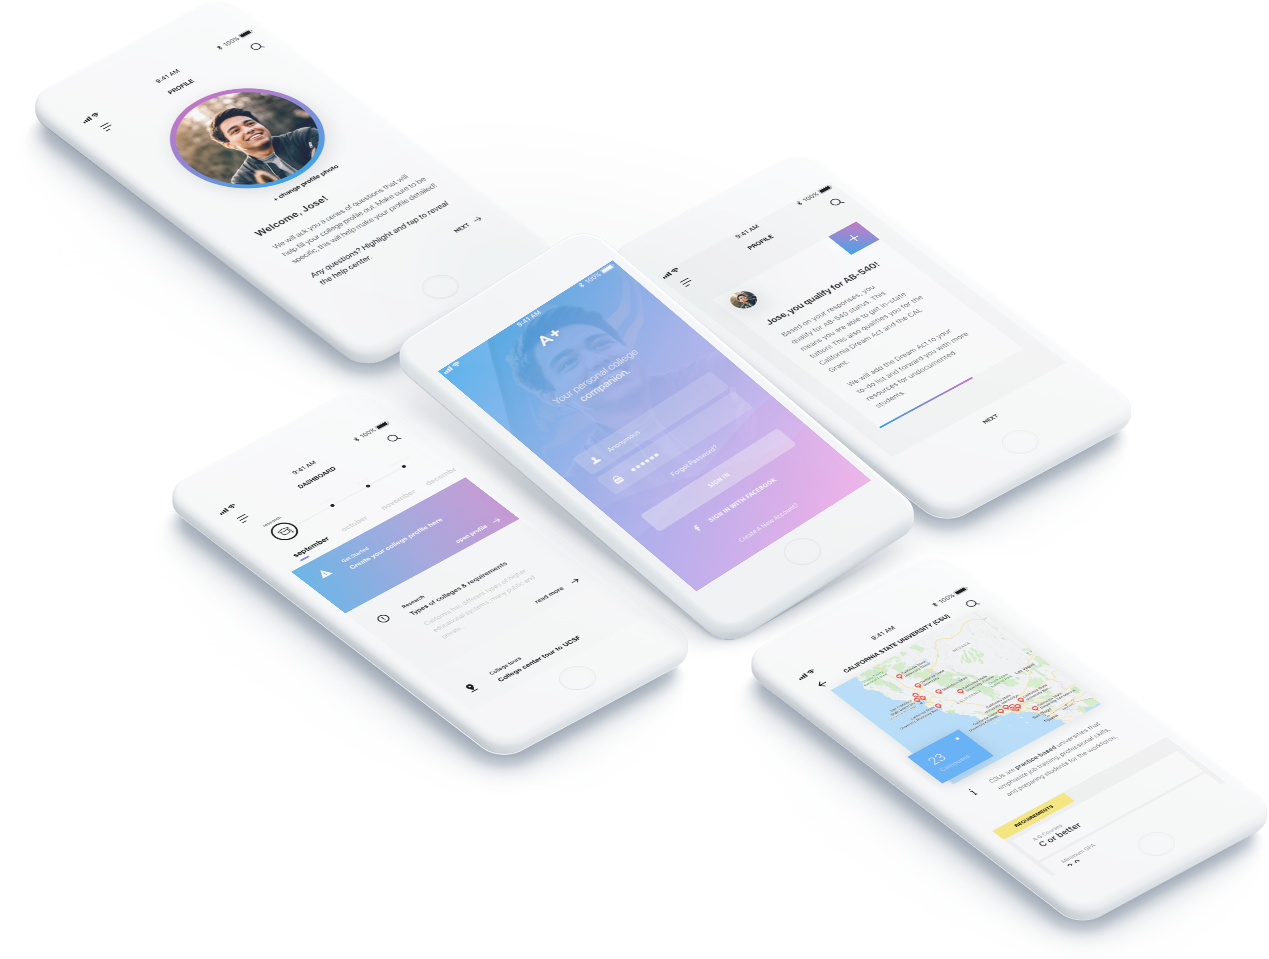 100%
9:41 AM
PROFILE
+ change profile photo
Welcome, Jose!
We will ask you a series of questions that will
help fill your college profile out. Make sure to be
specific, this will help make your profile detailed!
Any questions? Highlight and tap to reveal
the help center.
NEXT
100%
9:41 AM
PROFILE
+
Jose, you qualify for AB-540!
Based on your responses, you
qualify for AB-540 status. This
means you are able to get in-state
tuition! This also qualifies you for the
California Dream Act and the CAL
Grant.
We will add the Dream Act to your
to-do list and forward you with more
resources for undocumented
students.
NEXT
100%
9:41 AM
A+
Your personal college
companion.
Anonymous
Forgot Password?
SIGN IN
f SIGN IN WITH FACEBOOK
Create A New Account?
100%
9:41 AM
DASHBOARD
research
september
october
november
decembe
Get Started
Create your college profile here
open profile
Research
Types of colleges & requirements
California has different types of higher
educational systems, many public and
private...
read more
College tours
College center tour to UCSF
100%
9:41 AM
CALIFORNIA STATE UNIVERSITY (CSU)
23
Campuses
i
CSUs are practice-based universities that
emphasize job training, professional skills,
and preparing students for the workforce.
REQUIREMENTS
A-G Courses
C or better
Minimum GPA